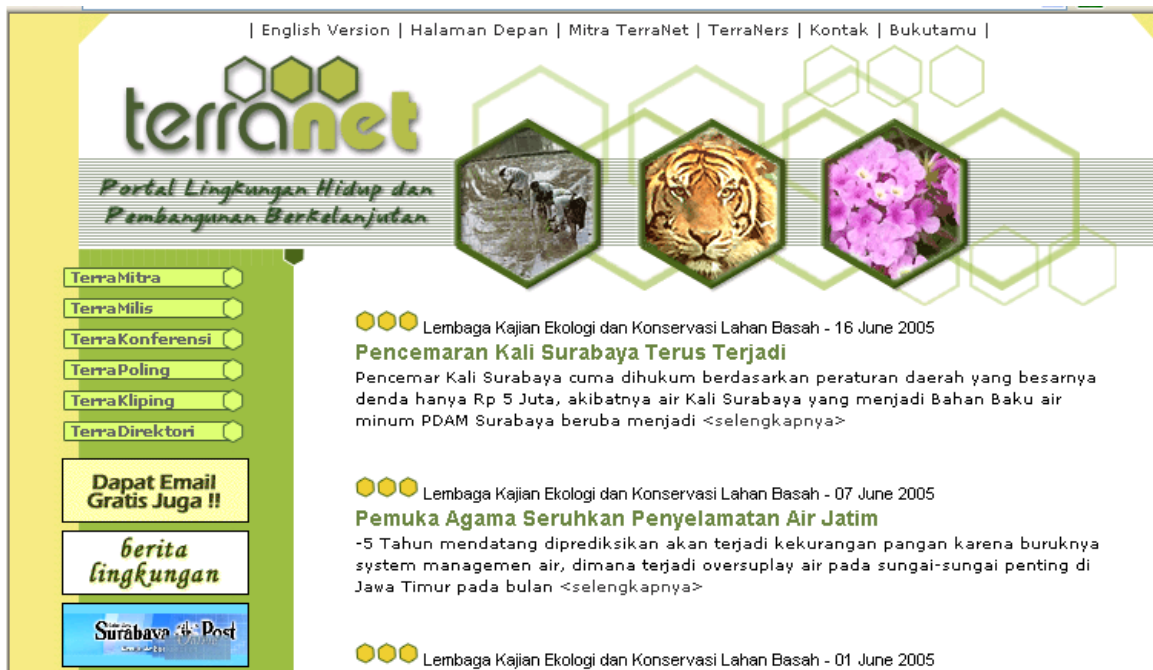 | English Version | Halaman Depan | Mitra TerraNet | TerraNers | Kontak | Bukutamu |
terranet
Portal Lingkungan Hidup dan
Pembangunan Berkelanjutan
TerraMitra
TerraMilis
TerraKonferensi
TerraPoling
TerraKliping
TerraDirektori
Dapat Email
Gratis Juga !!
berita
lingkungan
Surabaya Post
Lembaga Kajian Ekologi dan Konservasi Lahan Basah - 16 June 2005
Pencemaran Kali Surabaya Terus Terjadi
Pencemar Kali Surabaya cuma dihukum berdasarkan peraturan daerah yang besarnya
denda hanya Rp 5 Juta, akibatnya air Kali Surabaya yang menjadi Bahan Baku air
minum PDAM Surabaya beruba menjadi <selengkapnya>
Lembaga Kajian Ekologi dan Konservasi Lahan Basah - 07 June 2005
Pemuka Agama Seruhkan Penyelamatan Air Jatim
-5 Tahun mendatang diprediksikan akan terjadi kekurangan pangan karena buruknya
system managemen air, dimana terjadi oversuplay air pada sungai-sungai penting di
Jawa Timur pada bulan <selengkapnya>
Lembaga Kajian Ekologi dan Konservasi Lahan Basah - 01 June 2005